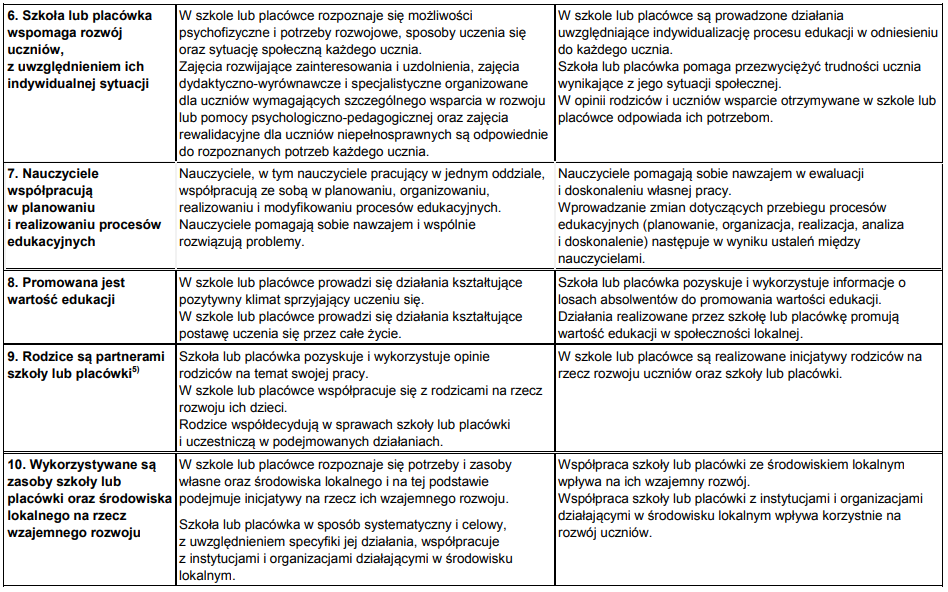 6. Szkoła lub placówka
wspomaga rozwój
uczniów,
z uwzględnieniem ich
indywidualnej sytuacji
W szkole lub placówce rozpoznaje się możliwości
psychofizyczne i potrzeby rozwojowe, sposoby uczenia się
oraz sytuację społeczną każdego ucznia.
Zajęcia rozwijające zainteresowania i uzdolnienia, zajęcia
dydaktyczno-wyrównawcze i specjalistyczne organizowane
dla uczniów wymagających szczególnego wsparcia w rozwoju
lub pomocy psychologiczno-pedagogicznej oraz zajęcia
rewalidacyjne dla uczniów niepełnosprawnych są odpowiednie
do rozpoznanych potrzeb każdego ucznia.
W szkole lub placówce są prowadzone działania
uwzględniające indywidualizację procesu edukacji w odniesieniu
do każdego ucznia.
Szkoła lub placówka pomaga przezwyciężyć trudności ucznia
wynikające z jego sytuacji społecznej.
W opinii rodziców i uczniów wsparcie otrzymywane w szkole lub
placówce odpowiada ich potrzebom.
7. Nauczyciele
współpracują
w planowaniu
i realizowaniu procesów
edukacyjnych
Nauczyciele, w tym nauczyciele pracujący w jednym oddziale,
współpracują ze sobą w planowaniu, organizowaniu,
realizowaniu i modyfikowaniu procesów edukacyjnych.
Nauczyciele pomagają sobie nawzajem i wspólnie
rozwiązują problemy.
Nauczyciele pomagają sobie nawzajem w ewaluacji
i doskonaleniu własnej pracy.
Wprowadzanie zmian dotyczących przebiegu procesów
edukacyjnych (planowanie, organizacja, realizacja, analiza
i doskonalenie) następuje w wyniku ustaleń między
nauczycielami.
8. Promowana jest
wartość edukacji
W szkole lub placówce prowadzi się działania kształtujące
pozytywny klimat sprzyjający uczeniu się.
W szkole lub placówce prowadzi się działania kształtujące
postawę uczenia się przez całe życie.
Szkoła lub placówka pozyskuje i wykorzystuje informacje o
losach absolwentów do promowania wartości edukacji.
Działania realizowane przez szkołę lub placówkę promują
wartość edukacji w społeczności lokalnej.
9. Rodzice są partnerami
szkoły lub placówki5)
Szkoła lub placówka pozyskuje i wykorzystuje opinie
rodziców na temat swojej pracy.
W szkole lub placówce współpracuje się z rodzicami na rzecz
rozwoju ich dzieci.
Rodzice współdecydują w sprawach szkoły lub placówki
i uczestniczą w podejmowanych działaniach.
W szkole lub placówce są realizowane inicjatywy rodziców na
rzecz rozwoju uczniów oraz szkoły lub placówki.
10. Wykorzystywane są
zasoby szkoły lub
placówki oraz środowiska
lokalnego na rzecz
wzajemnego rozwoju
W szkole lub placówce rozpoznaje się potrzeby i zasoby
własne oraz środowiska lokalnego i na tej podstawie
podejmuje inicjatywy na rzecz ich wzajemnego rozwoju.
Szkoła lub placówka w sposób systematyczny i celowy,
z uwzględnieniem specyfiki jej działania, współpracuje
z instytucjami i organizacjami działającymi w środowisku
lokalnym.
Współpraca szkoły lub placówki ze środowiskiem lokalnym
wpływa na ich wzajemny rozwój.
Współpraca szkoły lub placówki z instytucjami i organizacjami
działającymi w środowisku lokalnym wpływa korzystnie na
rozwój uczniów.